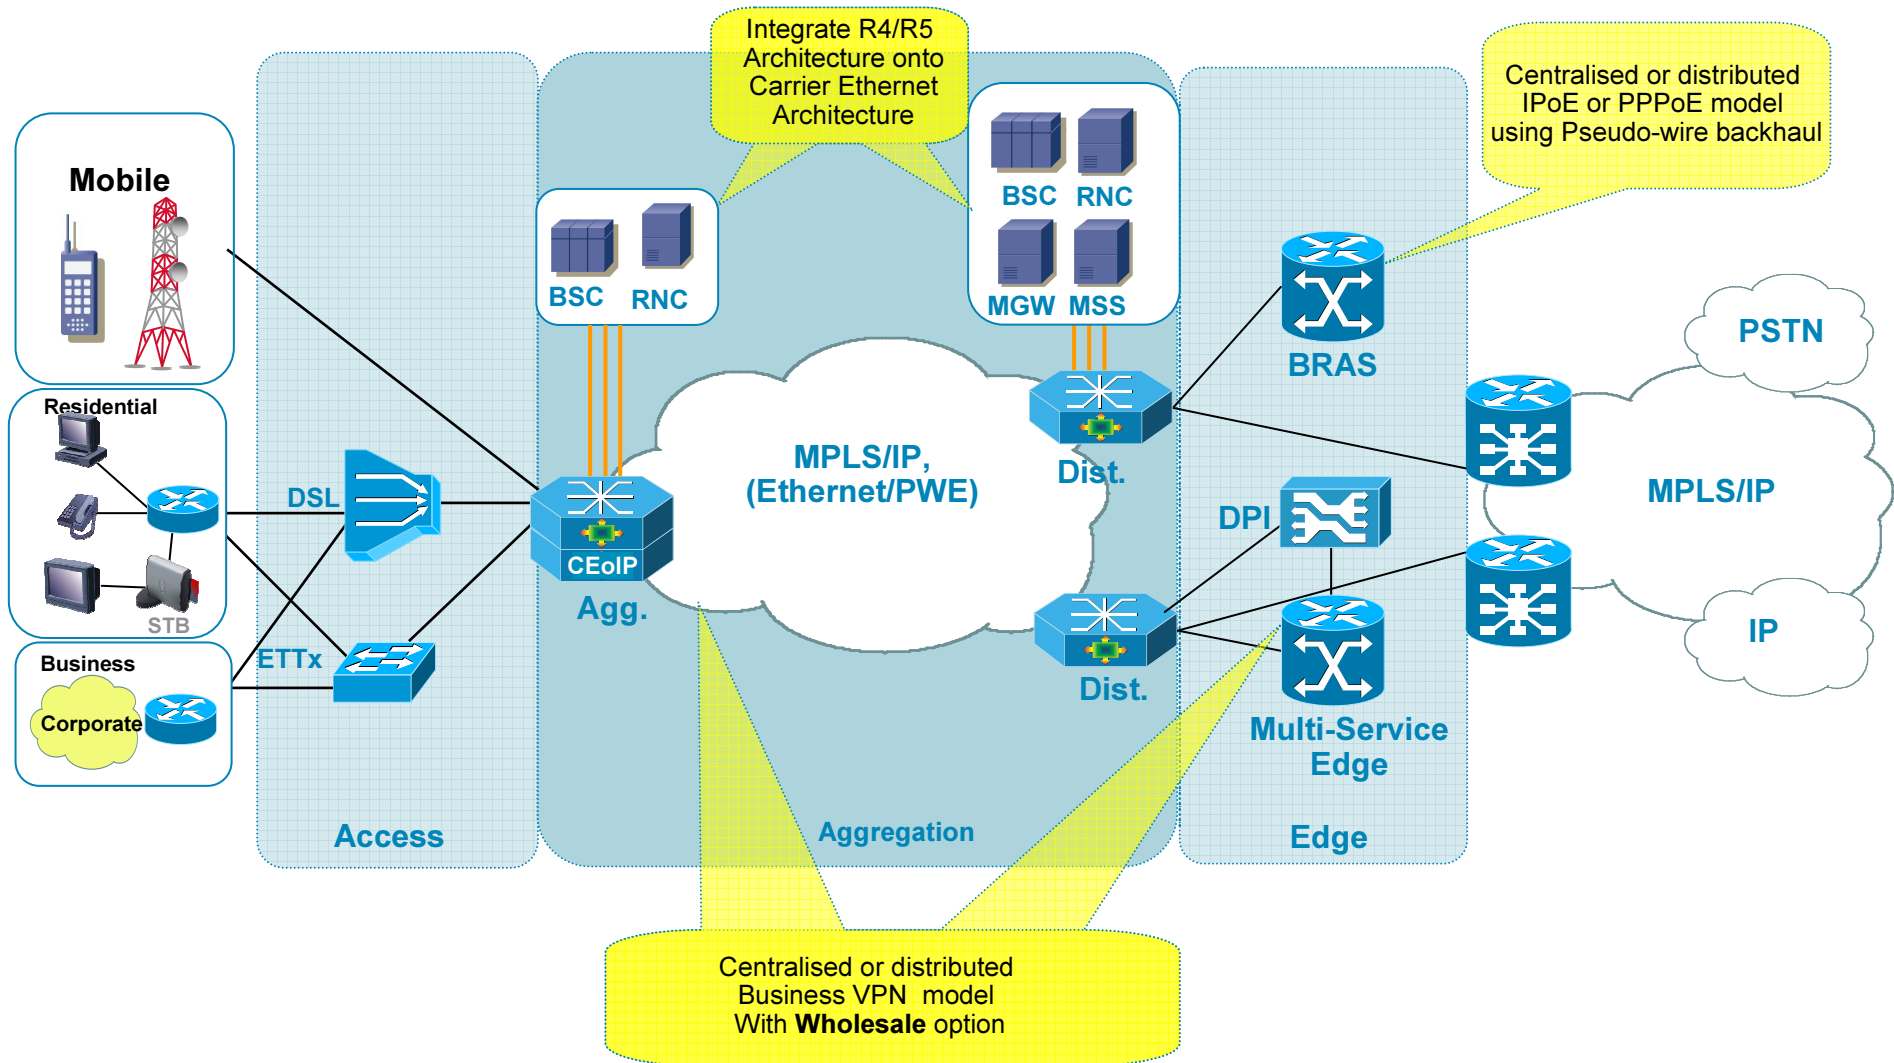 Integrate R4/R5
Architecture onto
Carrier Ethernet
Architecture
Centralised or distributed
IPoE or PPPoE model
using Pseudo-wire backhaul
Mobile
BSC
RNC
BSC
RNC
MGW
MSS
BRAS
PSTN
Residential
STB
DSL
MPLS/IP,
(Ethernet/PWE)
Dist.
DPI
MPLS/IP
CEoIP
Agg.
Business
Corporate
ETTx
Dist.
Multi-Service
Edge
IP
Access
Aggregation
Edge
Centralised or distributed
Business VPN model
With Wholesale option